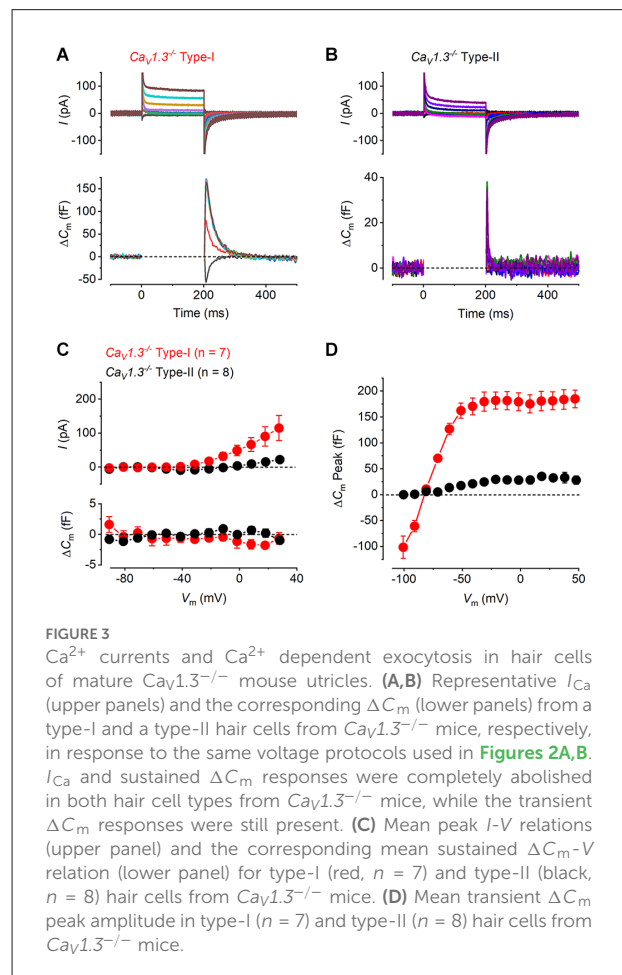 A
Caᵥ1.3⁻/⁻ Type-I
100
0
-100
I (pA)
150
100
50
0
-50
ΔCₘ (fF)
0
200
400
Time (ms)
B
Caᵥ1.3⁻/⁻ Type-II
100
0
-100
I (pA)
40
20
0
ΔCₘ (fF)
0
200
400
Time (ms)
C
Caᵥ1.3⁻/⁻ Type-I (n = 7)
Caᵥ1.3⁻/⁻ Type-II (n = 8)
200
100
0
I (pA)
5
0
5
ΔCₘ (fF)
-80
-40
0
40
Vₘ (mV)
D
200
150
100
50
0
-50
-100
ΔCₘ Peak (fF)
-100
-50
0
50
Vₘ (mV)
FIGURE 3
Ca²⁺ currents and Ca²⁺ dependent exocytosis in hair cells
of mature Caᵥ1.3⁻/⁻ mouse utricles. (A,B) Representative I_Ca
(upper panels) and the corresponding ΔCₘ (lower panels) from a
type-I and a type-II hair cells from Caᵥ1.3⁻/⁻ mice, respectively,
in response to the same voltage protocols used in Figures 2A,B.
I_Ca and sustained ΔCₘ responses were completely abolished
in both hair cell types from Caᵥ1.3⁻/⁻ mice, while the transient
ΔCₘ responses were still present. (C) Mean peak I-V relations
(upper panel) and the corresponding mean sustained ΔCₘ-V
relation (lower panel) for type-I (red, n = 7) and type-II (black,
n = 8) hair cells from Caᵥ1.3⁻/⁻ mice. (D) Mean transient ΔCₘ
peak amplitude in type-I (n = 7) and type-II (n = 8) hair cells from
Caᵥ1.3⁻/⁻ mice.